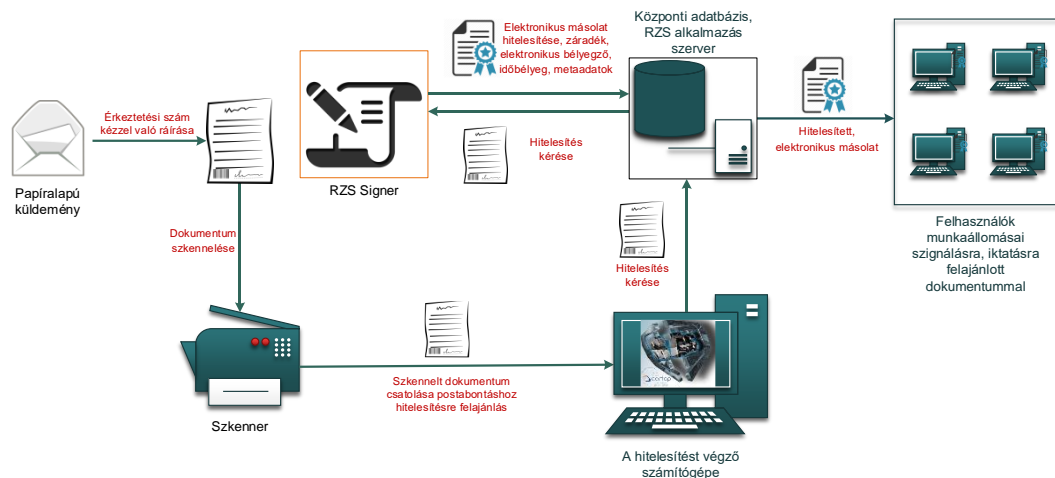 Központi adatbázis,
RZS alkalmazás
szerver
Elektronikus másolat
hitelesítése, záradék,
elektronikus bélyegző,
időbélyeg, metaadatok
Érkeztetési szám
kézzel való ráírása
Hitelesítés
kérése
Hitelesített,
elektronikus másolat
Papíralapú
küldemény
RZS Signer
Dokumentum
szkennelése
Felhasználók
munkaállomásai
szignálásra, iktatásra
felajánlott
dokumentummal
Hitelesítés
kérése
Szkennelt dokumentum
csatolása postabontáshoz
hitelesítésre felajánlás
Szkenner
A hitelesítést végző
számítógépe